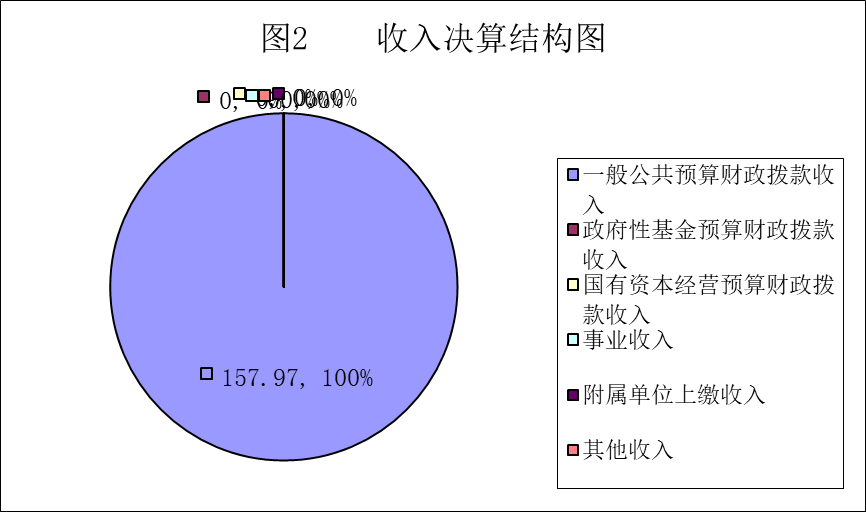 图2 收入决算结构图
157.97, 100%
一般公共预算财政拨款收
入
政府性基金预算财政拨款
收入
国有资本经营预算财政拨
款收入
事业收入
附属单位上缴收入
其他收入